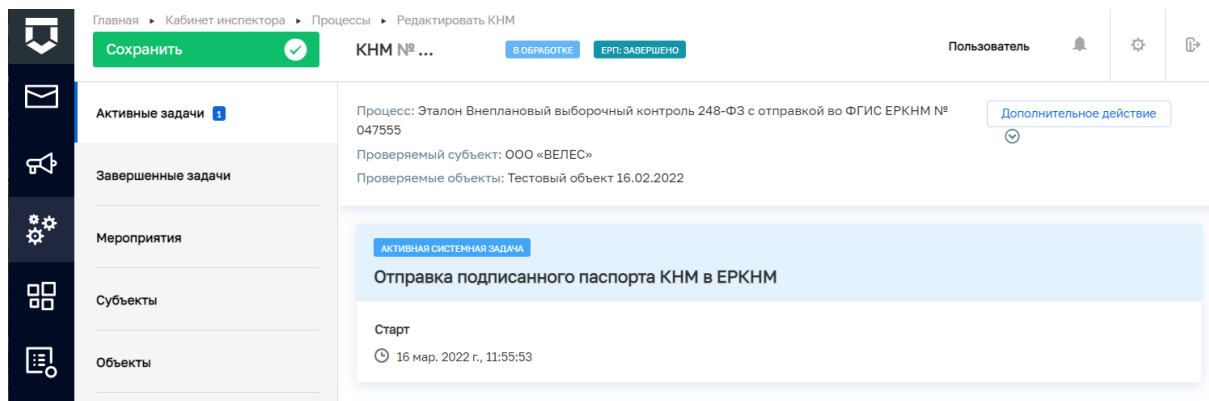 Главная ▸ Кабинет инспектора ▸ Процессы ▸ Редактировать КНМ
Сохранить
КНМ № ...
В ОБРАБОТКЕ
ЕРП: ЗАВЕРШЕНО
Пользователь
Активные задачи 1
Завершенные задачи
Мероприятия
Субъекты
Объекты
Процесс: Эталон Внеплановый выборочный контроль 248-ФЗ с отправкой во ФГИС ЕРКНМ №
047555
Проверяемый субъект: ООО «ВЕЛЕС»
Проверяемые объекты: Тестовый объект 16.02.2022
Дополнительное действие
АКТИВНАЯ СИСТЕМНАЯ ЗАДАЧА
Отправка подписанного паспорта КНМ в ЕРКНМ
Старт
16 мар. 2022 г., 11:55:53